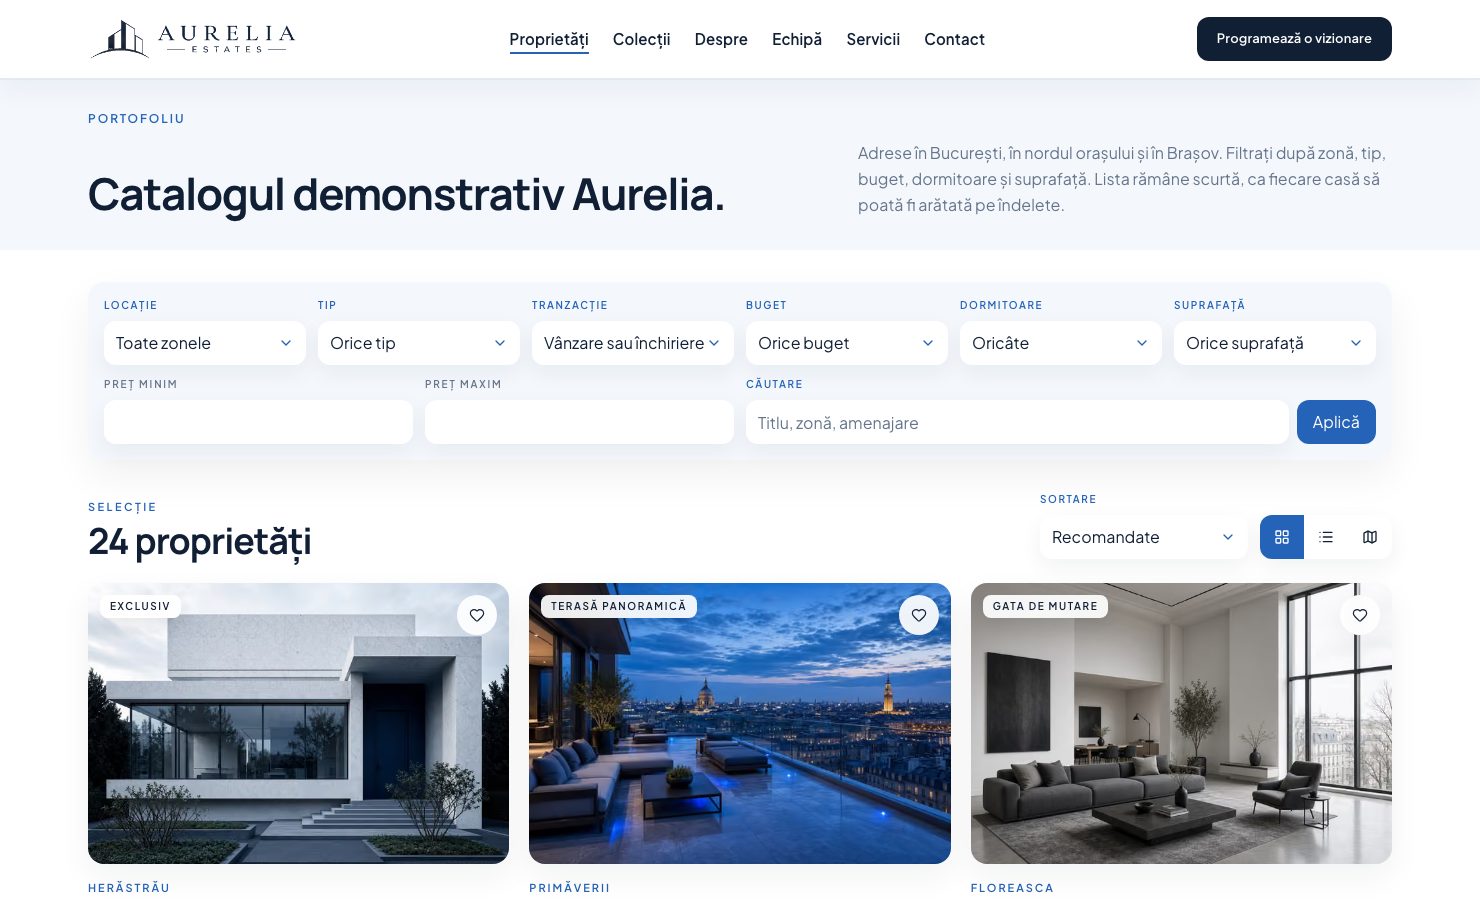 AURELIA
ESTATES
Proprietăți
Colecții
Despre
Echipă
Servicii
Contact
Programează o vizionare
PORTOFOLIU
Catalogul demonstrativ Aurelia.
Adrese în București, în nordul orașului și în Brașov. Filtrați după zonă, tip,
buget, dormitoare și suprafață. Lista rămâne scurtă, ca fiecare casă să
poată fi arătată pe îndelete.
LOCAȚIE
TIP
TRANZACȚIE
BUGET
DORMITOARE
SUPRAFAȚĂ
Toate zonele
Orice tip
Vânzare sau închiriere
Orice buget
Oricâte
Orice suprafață
PREȚ MINIM
PREȚ MAXIM
CĂUTARE
Titlu, zonă, amenajare
Aplică
SELECȚIE
24 proprietăți
SORTARE
Recomandate
EXCLUSIV
TERASĂ PANORAMICĂ
GATA DE MUTARE
HERĂSTRĂU
PRIMĂVERII
FLOREASCA